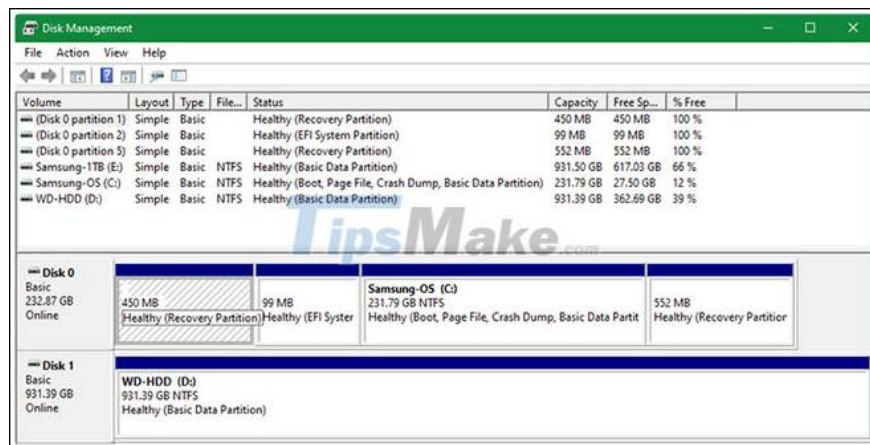 Disk Management
File Action View Help
Volume Layout Type File... Status Capacity Free Sp... % Free
(Disk 0 partition 1) Simple Basic Healthy (Recovery Partition) 450 MB 450 MB 100 %
(Disk 0 partition 2) Simple Basic Healthy (EFI System Partition) 99 MB 99 MB 100 %
(Disk 0 partition 5) Simple Basic Healthy (Recovery Partition) 552 MB 552 MB 100 %
Samsung-1TB (E:) Simple Basic NTFS Healthy (Basic Data Partition) 931.50 GB 617.03 GB 66 %
Samsung-OS (C:) Simple Basic NTFS Healthy (Boot, Page File, Crash Dump, Basic Data Partition) 231.79 GB 27.50 GB 12 %
WD-HDD (D:) Simple Basic NTFS Healthy (Basic Data Partition) 931.39 GB 362.69 GB 39 %
TipsMake.com
Disk 0
Basic
232.87 GB
Online
450 MB
Healthy (Recovery Partition)
99 MB
Healthy (EFI Syster
Samsung-OS (C:)
231.79 GB NTFS
Healthy (Boot, Page File, Crash Dump, Basic Data Partit
552 MB
Healthy (Recovery Partitior
Disk 1
Basic
931.39 GB
Online
WD-HDD (D:)
931.39 GB NTFS
Healthy (Basic Data Partition)